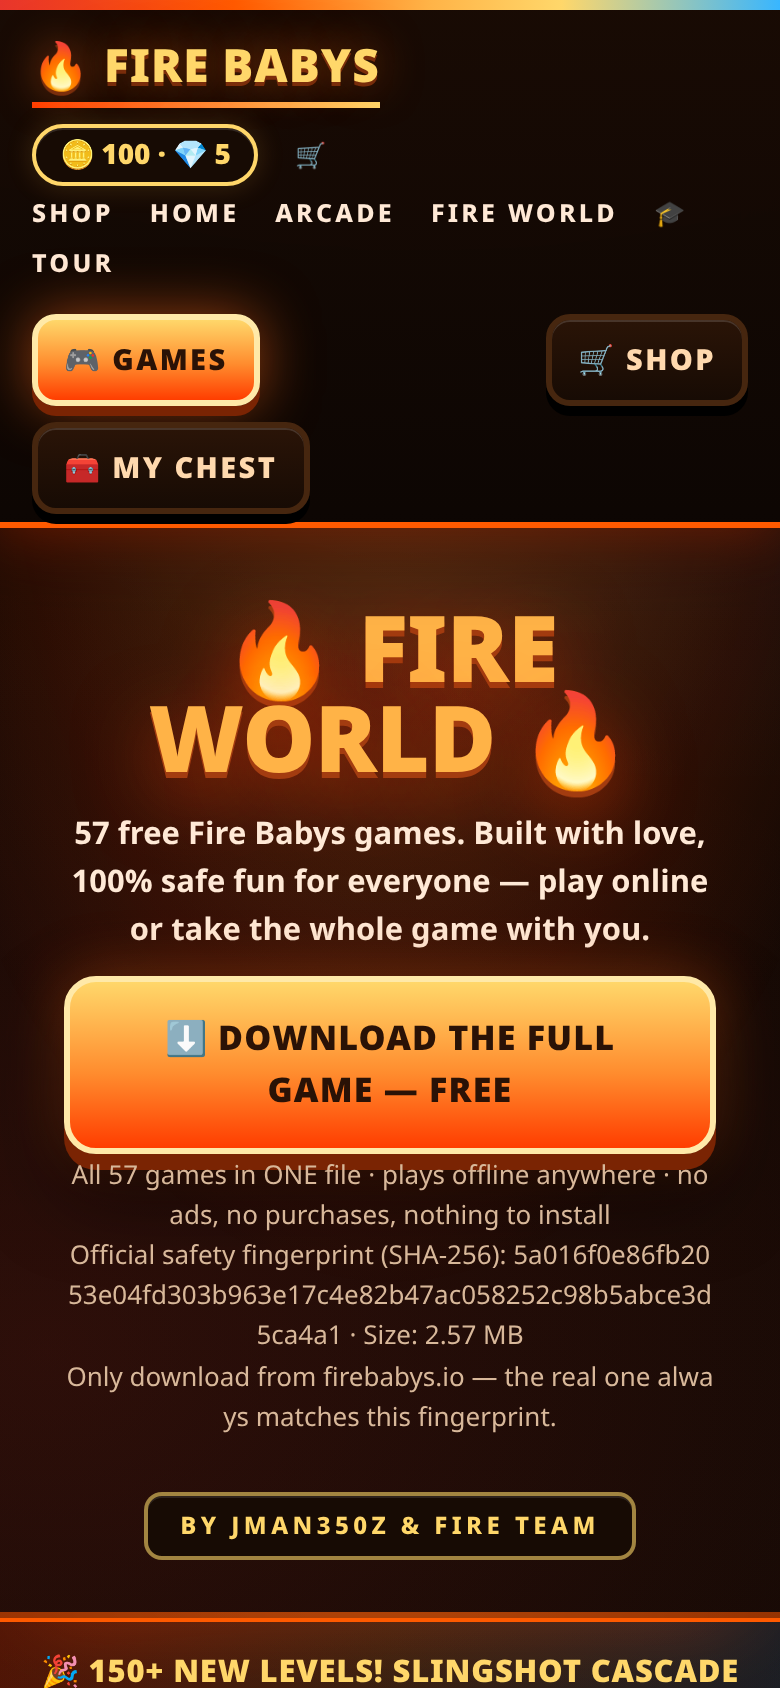 🔥 FIRE BABYS
🪙 100 · 💎 5 🛒
SHOP HOME ARCADE FIRE WORLD 🎓
TOUR
🎮 GAMES 🛒 SHOP
🧰 MY CHEST
🔥 FIRE
WORLD 🔥
57 free Fire Babys games. Built with love,
100% safe fun for everyone — play online
or take the whole game with you.
⬇️ DOWNLOAD THE FULL
GAME — FREE
All 57 games in ONE file · plays offline anywhere · no
ads, no purchases, nothing to install
Official safety fingerprint (SHA-256): 5a016f0e86fb20
53e04fd303b963e17c4e82b47ac058252c98b5abce3d
5ca4a1 · Size: 2.57 MB
Only download from firebabys.io — the real one alwa
ys matches this fingerprint.
BY JMAN350Z & FIRE TEAM
🎉 150+ NEW LEVELS! SLINGSHOT CASCADE